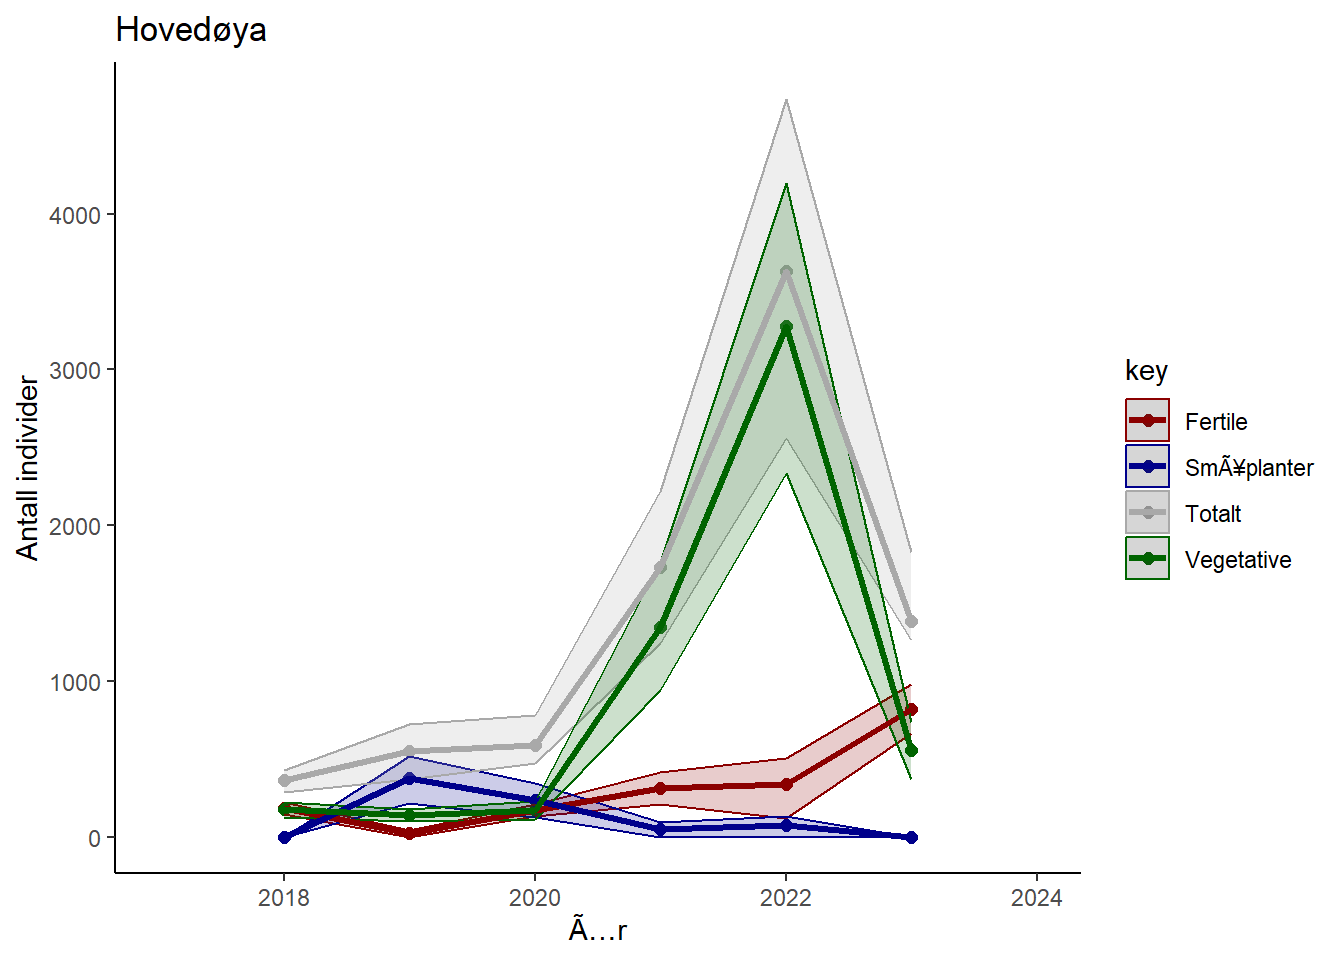 Hovedøya
Antall individer
4000
3000
2000
1000
0
2018
2020
2022
2024
Ã…r
key
Fertile
SmÃ¥planter
Totalt
Vegetative